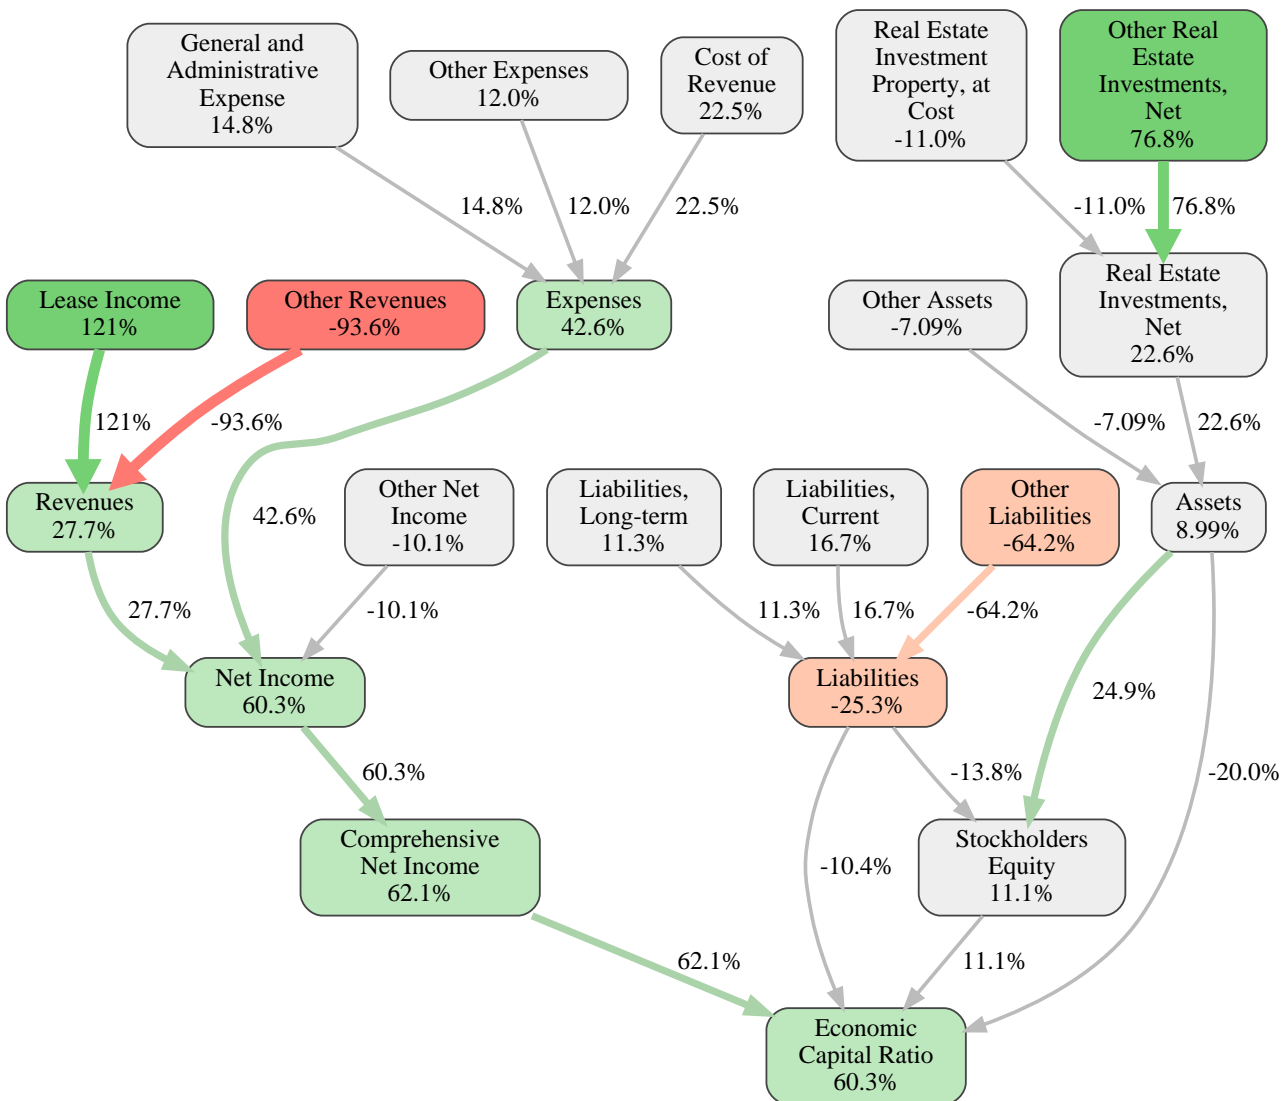 General and
Administrative
Expense
14.8%
Other Expenses
12.0%
Cost of
Revenue
22.5%
Real Estate
Investment
Property, at
Cost
-11.0%
Other Real
Estate
Investments,
Net
76.8%
14.8%
12.0%
22.5%
-11.0%
76.8%
Lease Income
121%
Other Revenues
-93.6%
Expenses
42.6%
Other Assets
-7.09%
Real Estate
Investments,
Net
22.6%
121%
-93.6%
-7.09%
22.6%
Revenues
27.7%
42.6%
Other Net
Income
-10.1%
Liabilities,
Long-term
11.3%
Liabilities,
Current
16.7%
Other
Liabilities
-64.2%
Assets
8.99%
27.7%
-10.1%
11.3%
16.7%
-64.2%
Net Income
60.3%
Liabilities
-25.3%
24.9%
60.3%
-13.8%
-20.0%
Comprehensive
Net Income
62.1%
-10.4%
Stockholders
Equity
11.1%
62.1%
11.1%
Economic
Capital Ratio
60.3%